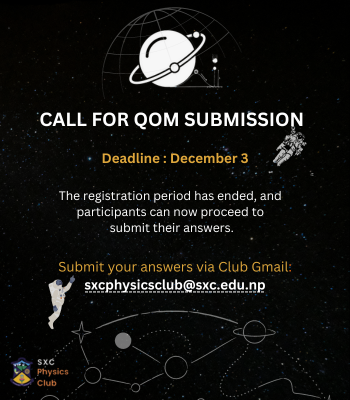 CALL FOR QOM SUBMISSION
Deadline : December 3
The registration period has ended, and
participants can now proceed to
submit their answers.
Submit your answers via Club Gmail:
sxcphysicsclub@sxc.edu.np
SXC
Physics
Club